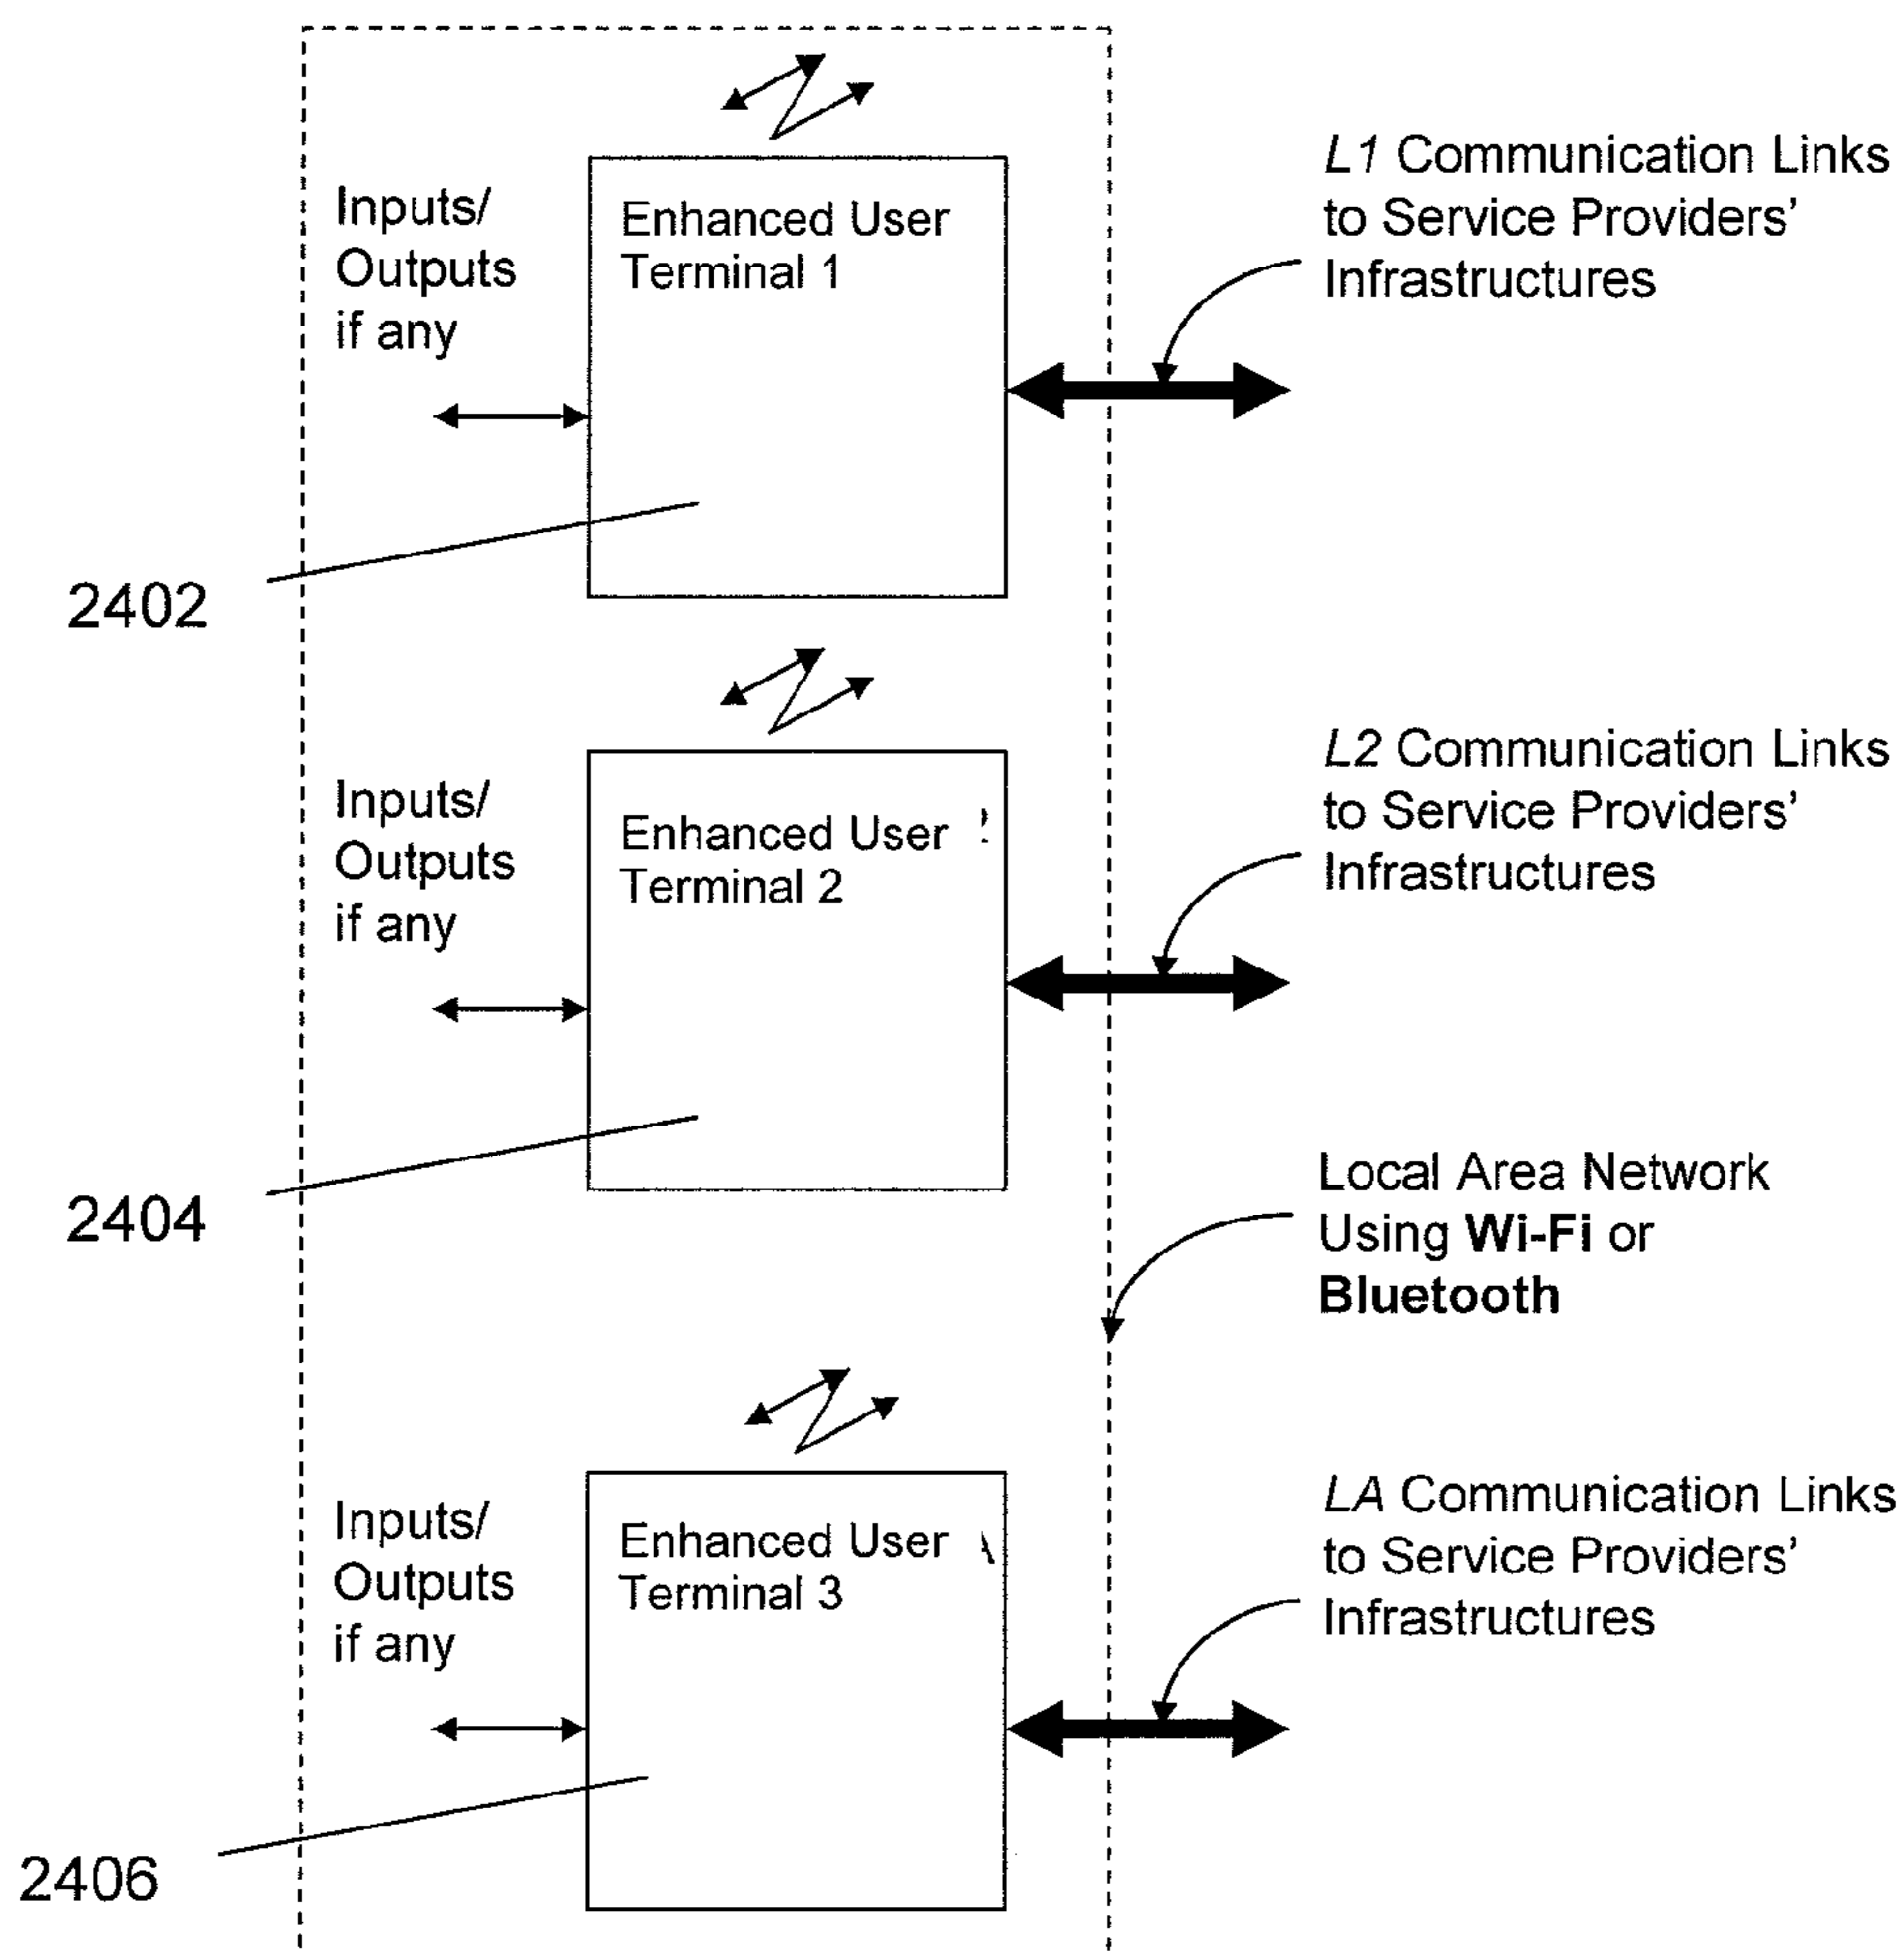 L1 Communication Links
to Service Providers’
Infrastructures
Inputs/
Outputs
if any
Enhanced User
Terminal 1
2402
L2 Communication Links
to Service Providers’
Infrastructures
Inputs/
Outputs
if any
Enhanced User
Terminal 2
2404
Local Area Network
Using Wi-Fi or
Bluetooth
LA Communication Links
to Service Providers’
Infrastructures
Inputs/
Outputs
if any
Enhanced User
Terminal 3
2406